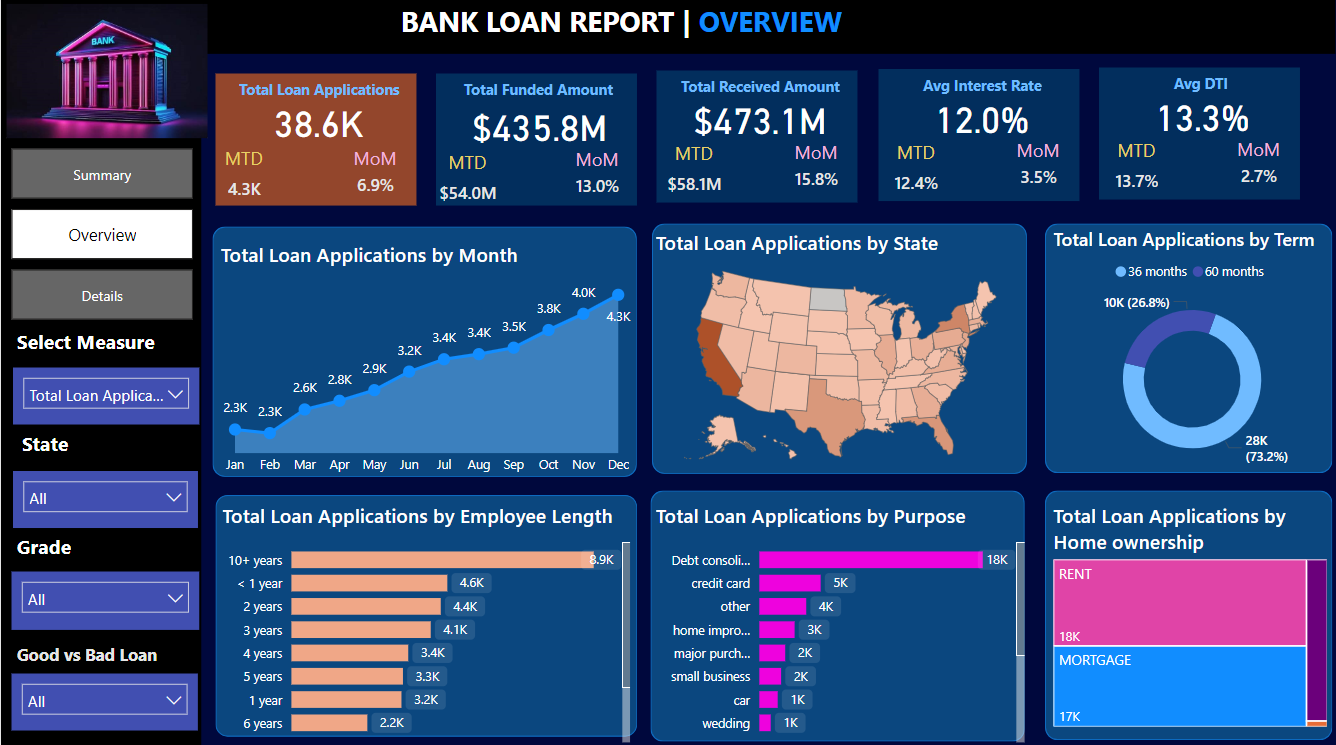 BANK LOAN REPORT | OVERVIEW
BANK
Total Loan Applications
38.6K
MTD
MoM
4.3K
6.9%
Total Funded Amount
$435.8M
MTD
MoM
$54.0M
13.0%
Total Received Amount
$473.1M
MTD
MoM
$58.1M
15.8%
Avg Interest Rate
12.0%
MTD
MoM
12.4%
3.5%
Avg DTI
13.3%
MTD
MoM
13.7%
2.7%
Summary
Overview
Details
Select Measure
Total Loan Applica...
State
All
Grade
All
Good vs Bad Loan
All
Total Loan Applications by Month
2.3K
2.3K
2.6K
2.8K
2.9K
3.2K
3.4K
3.4K
3.5K
3.8K
4.0K
4.3K
Jan Feb Mar Apr May Jun Jul Aug Sep Oct Nov Dec
Total Loan Applications by State
Total Loan Applications by Term
36 months 60 months
10K (26.8%)
28K
(73.2%)
Total Loan Applications by Employee Length
10+ years 8.9K
< 1 year 4.6K
2 years 4.4K
3 years 4.1K
4 years 3.4K
5 years 3.3K
1 year 3.2K
6 years 2.2K
Total Loan Applications by Purpose
Debt consoli... 18K
credit card 5K
other 4K
home impro... 3K
major purch... 2K
small business 2K
car 1K
wedding 1K
Total Loan Applications by
Home ownership
RENT
18K
MORTGAGE
17K